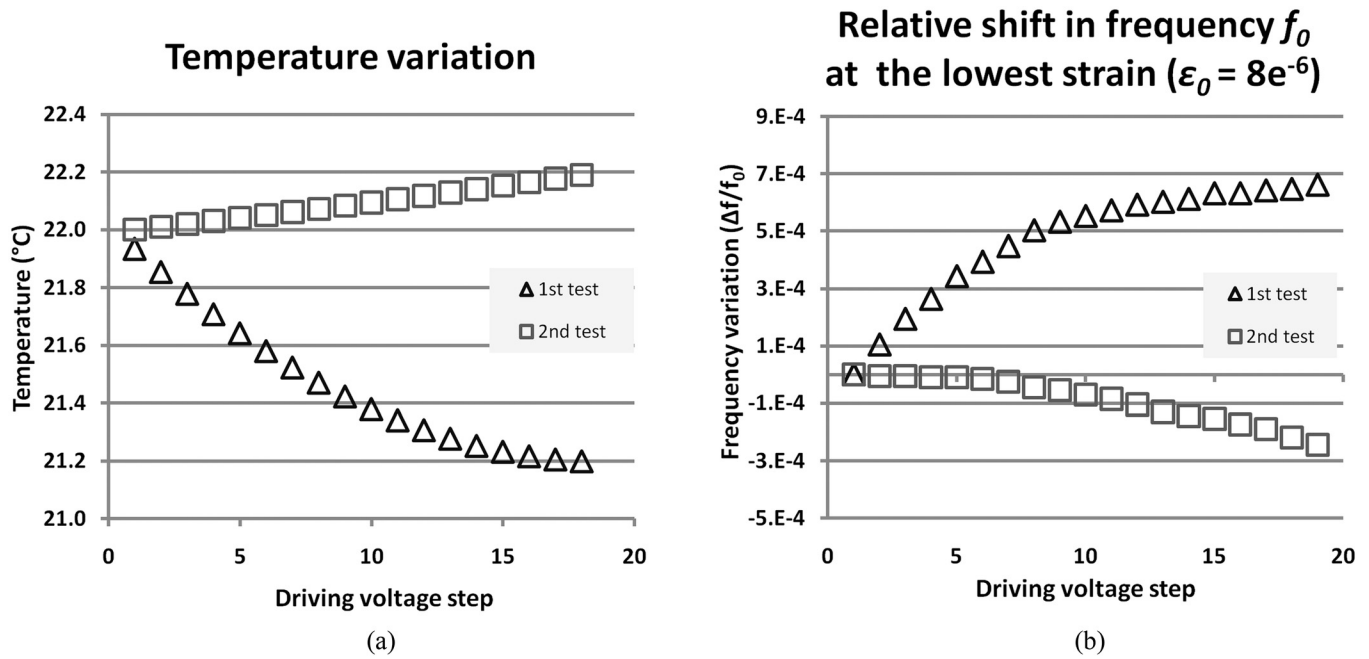 Temperature variation
22.4
22.2
22.0
21.8
21.6
21.4
21.2
21.0
Temperature (°C)
1st test
2nd test
0 5 10 15 20
Driving voltage step
(a)
Relative shift in frequency f0
at the lowest strain (ε0 = 8e-6)
9.E-4
7.E-4
5.E-4
3.E-4
1.E-4
-1.E-4
-3.E-4
-5.E-4
Frequency variation (Δf/f0)
1st test
2nd test
0 5 10 15 20
Driving voltage step
(b)